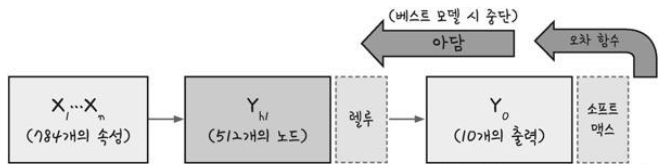 (베스트 모델 시 중단)
아담
오차 함수
X₁…Xₙ
(784개의 속성)
Yₕ₁
(512개의 노드)
렐루
Yₒ
(10개의 출력)
소프트
맥스